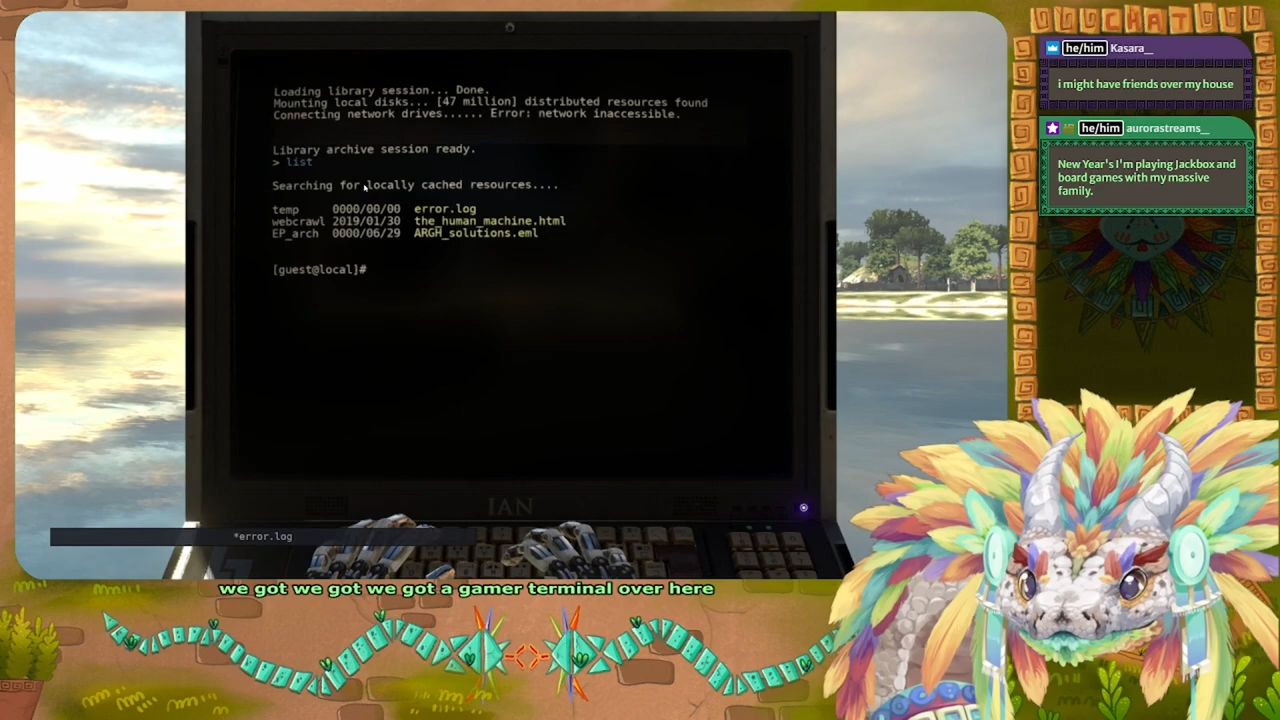 Loading library session... Done.
Mounting local disks... [47 million] distributed resources found
Connecting network drives...... Error: network inaccessible.
Library archive session ready.
> list
Searching for locally cached resources....
temp 0000/00/00 error.log
webcrawl 2019/01/30 the_human_machine.html
EP_arch 0000/06/29 ARGH_solutions.eml
[guest@local]#
IAN
*error.log
we got we got we got a gamer terminal over here
CHAT
he/him Kasara__
i might have friends over my house
he/him aurorastreams__
New Year's I'm playing Jackbox and
board games with my massive
family.